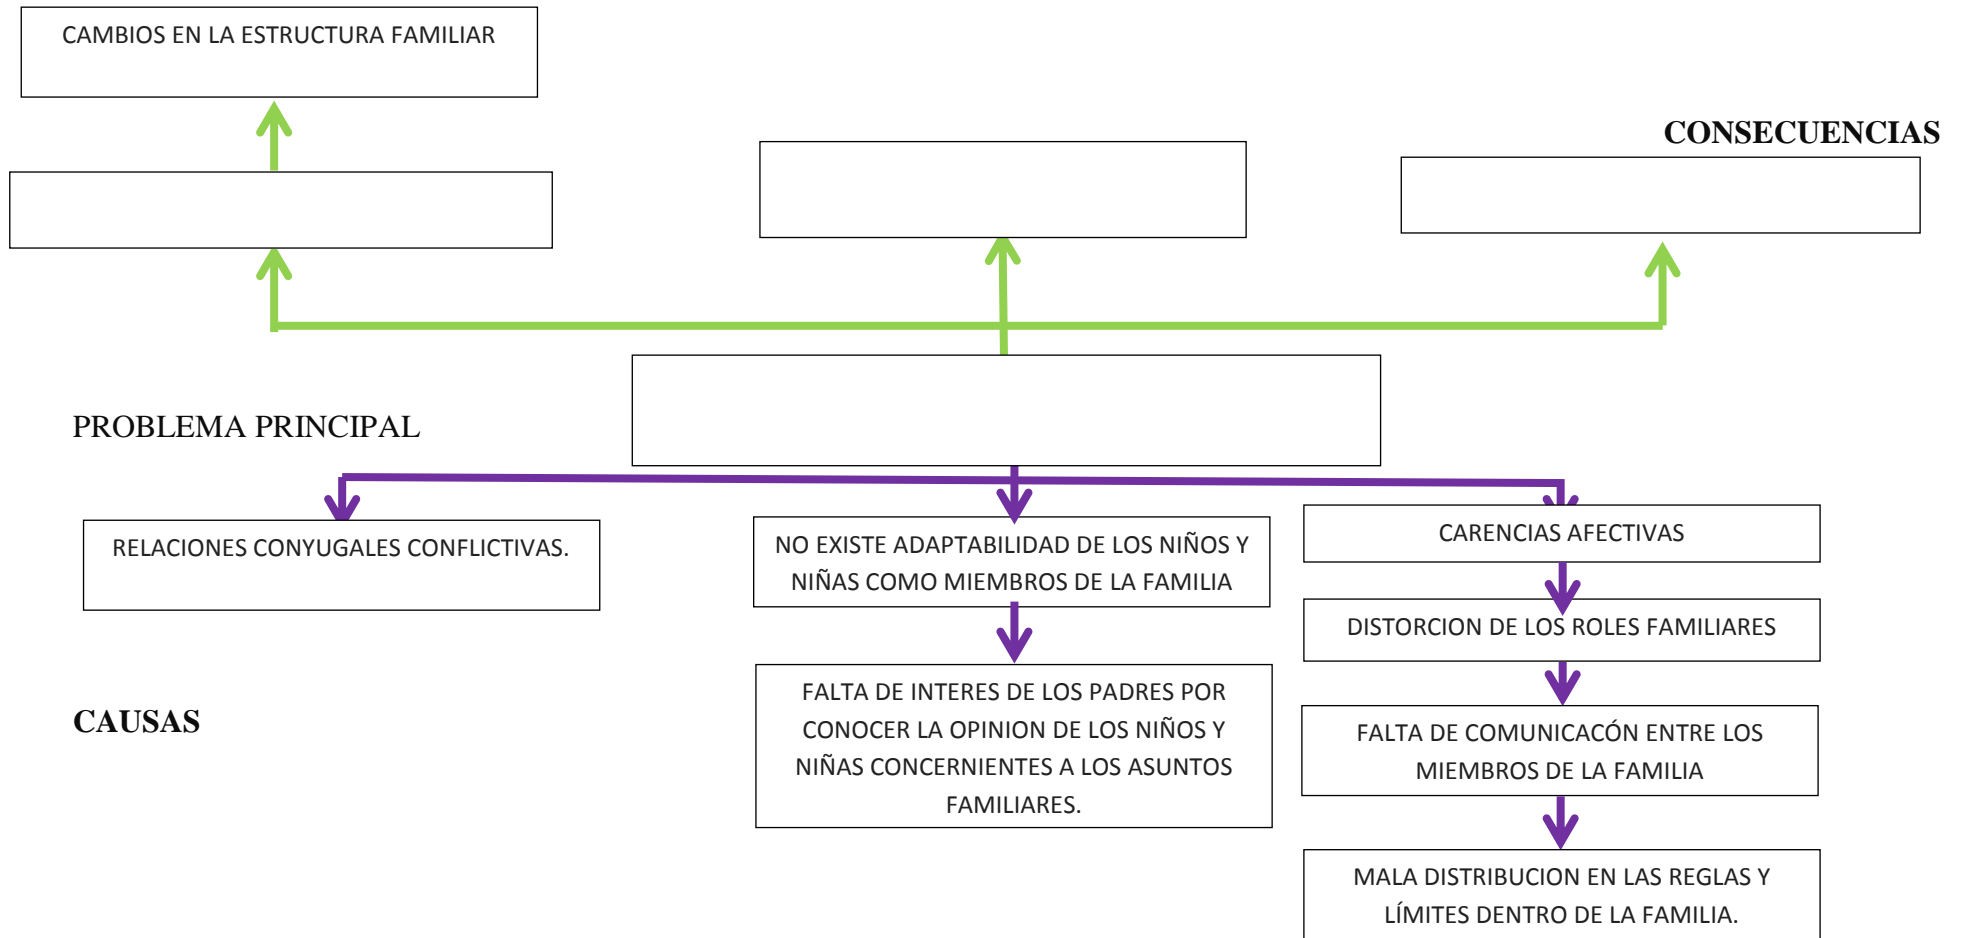 CAMBIOS EN LA ESTRUCTURA FAMILIAR
CONSECUENCIAS
PROBLEMA PRINCIPAL
RELACIONES CONYUGALES CONFLICTIVAS.
NO EXISTE ADAPTABILIDAD DE LOS NIÑOS Y
NIÑAS COMO MIEMBROS DE LA FAMILIA
CARENCIAS AFECTIVAS
DISTORCION DE LOS ROLES FAMILIARES
CAUSAS
FALTA DE INTERES DE LOS PADRES POR
CONOCER LA OPINION DE LOS NIÑOS Y
NIÑAS CONCERNIENTES A LOS ASUNTOS
FAMILIARES.
FALTA DE COMUNICACÓN ENTRE LOS
MIEMBROS DE LA FAMILIA
MALA DISTRIBUCION EN LAS REGLAS Y
LÍMITES DENTRO DE LA FAMILIA.